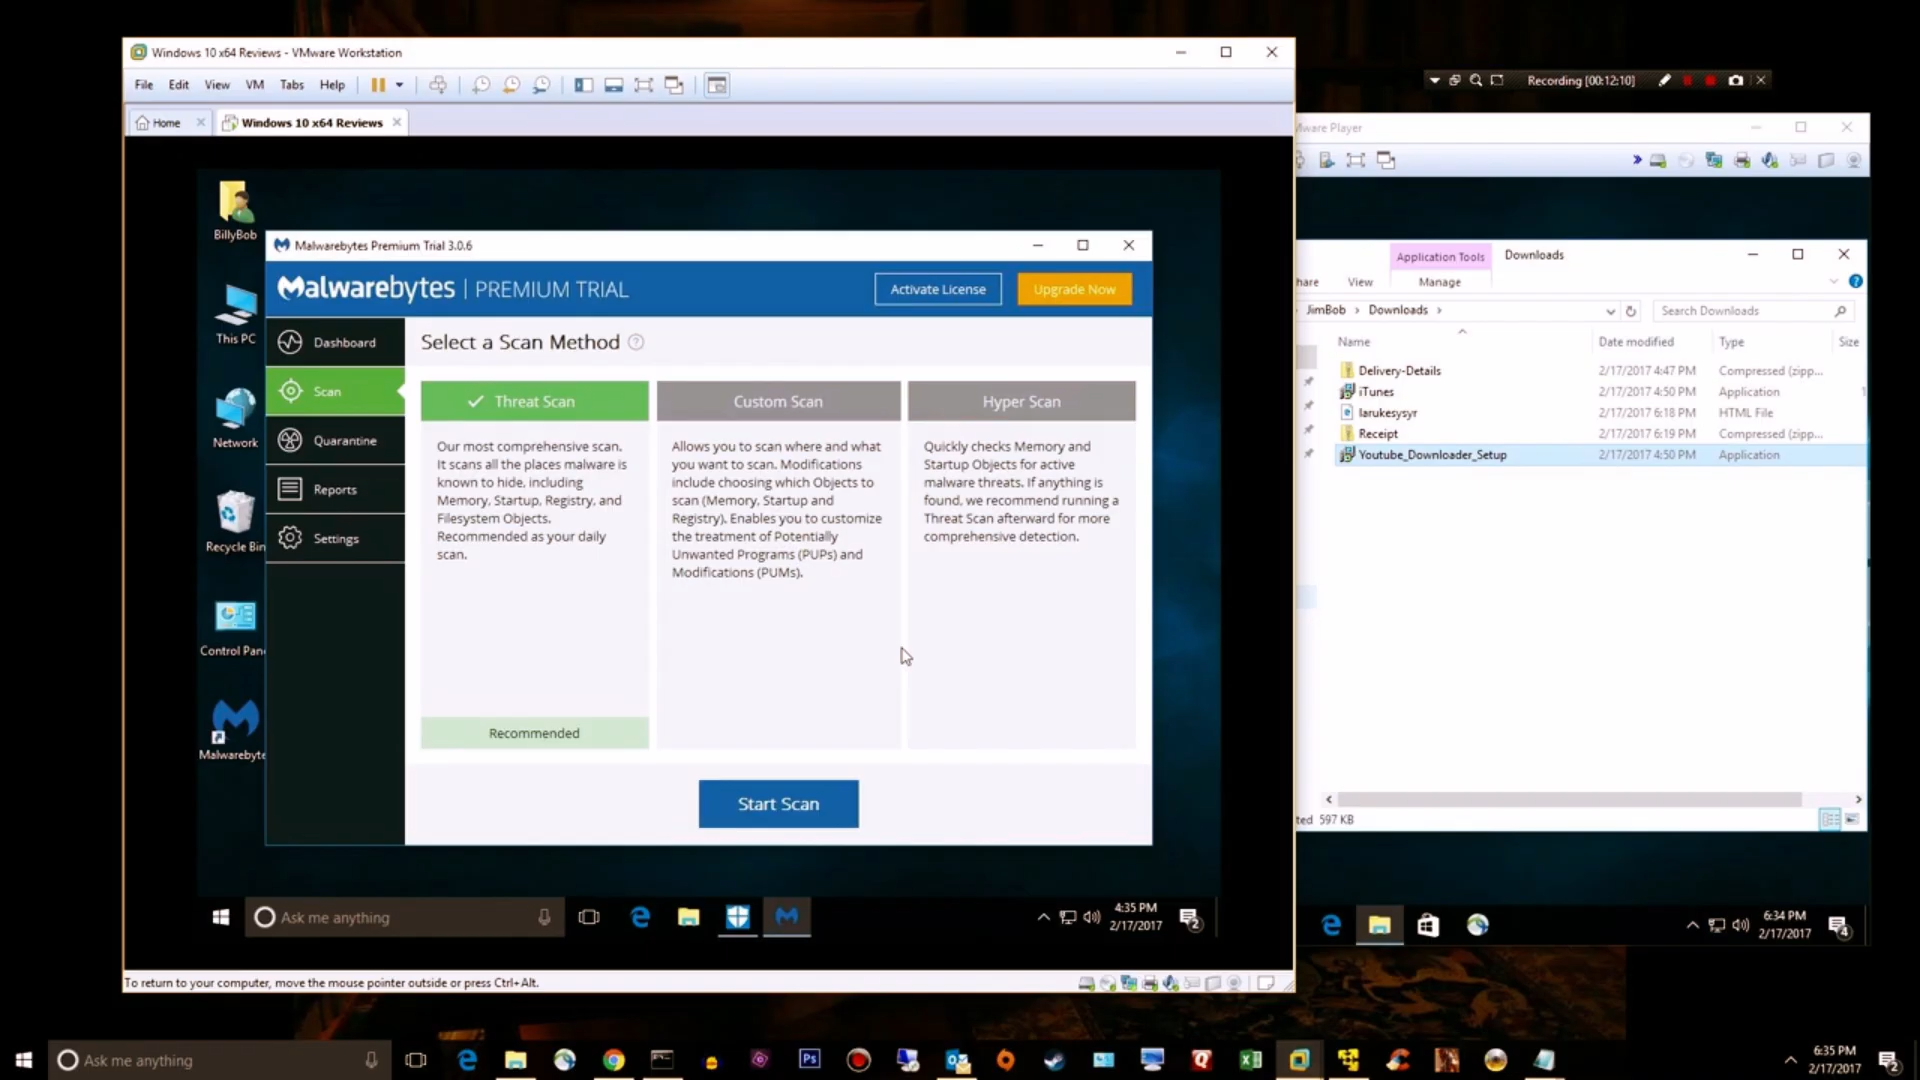 Windows 10 x64 Reviews - VMware Workstation
File Edit View VM Tabs Help
Recording [00:12:10]
Home
Windows 10 x64 Reviews
Mware Player
BillyBob
This PC
Network
Recycle Bin
Control Pan
Malwareby
Malwarebytes Premium Trial 3.0.6
Malwarebytes | PREMIUM TRIAL
Activate License
Upgrade Now
Dashboard
Scan
Quarantine
Reports
Settings
Select a Scan Method ?
Threat Scan
Our most comprehensive scan.
It scans all the places malware is
known to hide, including
Memory, Startup, Registry, and
Filesystem Objects.
Recommended as your daily
scan.
Recommended
Custom Scan
Allows you to scan where and what
you want to scan. Modifications
include choosing which Objects to
scan (Memory, Startup and
Registry). Enables you to customize
the treatment of Potentially
Unwanted Programs (PUPs) and
Modifications (PUMs).
Hyper Scan
Quickly checks Memory and
Startup Objects for active
malware threats. If anything is
found, we recommend running a
Threat Scan afterward for more
comprehensive detection.
Start Scan
Ask me anything
4:35 PM
2/17/2017
2
To return to your computer, move the mouse pointer outside or press Ctrl+Alt.
Application Tools Downloads
hare View Manage
JimBob > Downloads >
Search Downloads
Name Date modified Type Size
Delivery-Details 2/17/2017 4:47 PM Compressed (zipp...
iTunes 2/17/2017 4:50 PM Application 1
larukesysyr 2/17/2017 6:18 PM HTML File
Receipt 2/17/2017 6:19 PM Compressed (zipp...
Youtube_Downloader_Setup 2/17/2017 4:50 PM Application
ted 597 KB
6:34 PM
2/17/2017
4
Ask me anything
Ps
6:35 PM
2/17/2017
2